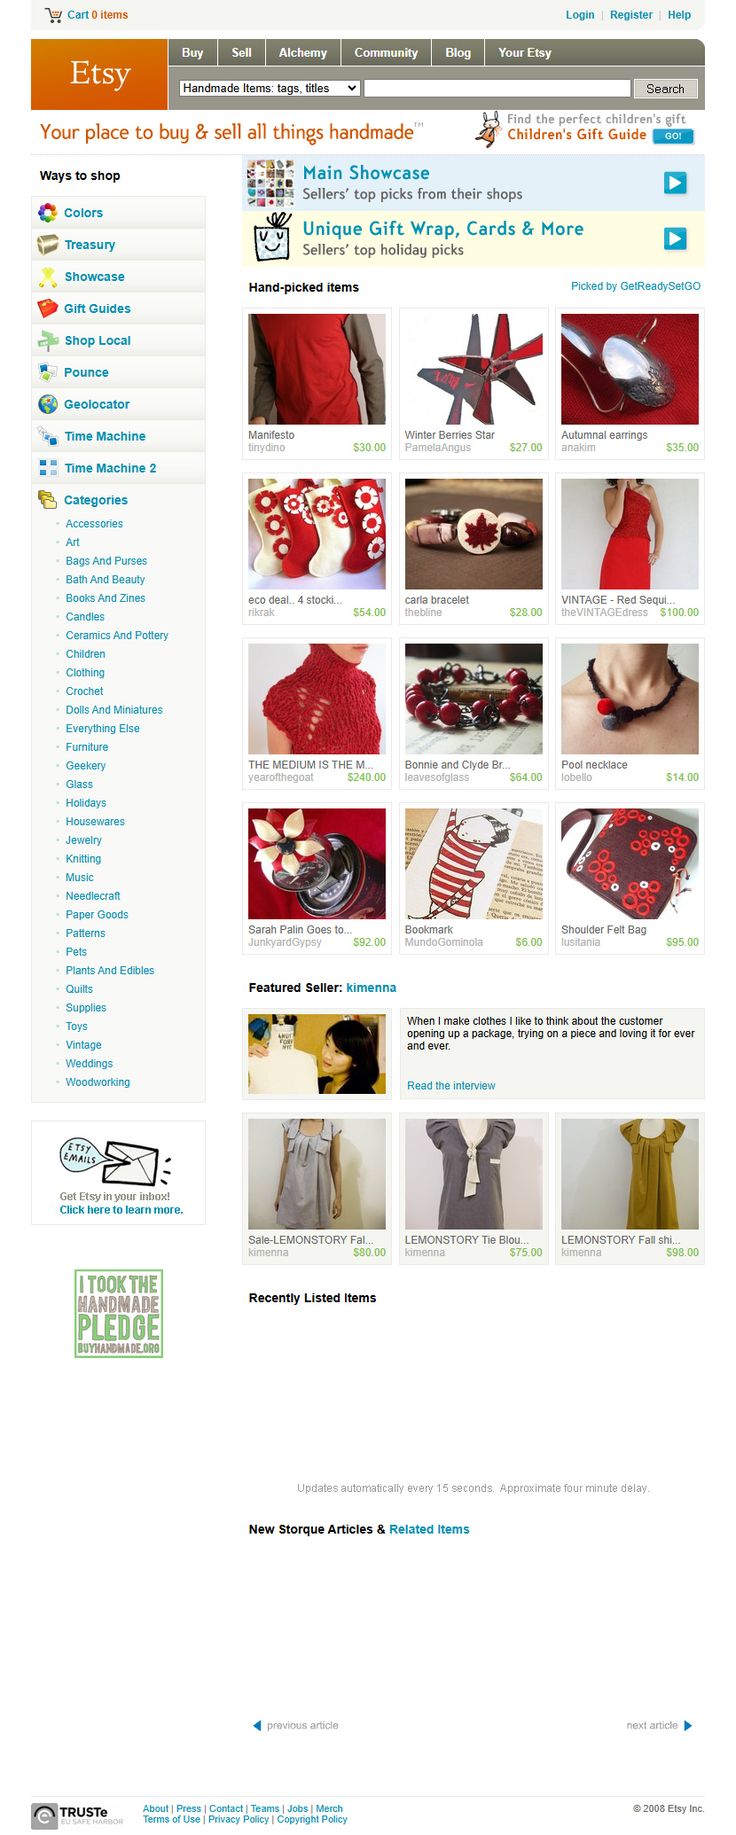 Cart 0 items
Login | Register | Help
Etsy
Buy Sell Alchemy Community Blog Your Etsy
Handmade Items: tags, titles Search
Your place to buy & sell all things handmade™
Find the perfect children's gift
Children's Gift Guide GO!
Ways to shop
Colors
Treasury
Showcase
Gift Guides
Shop Local
Pounce
Geolocator
Time Machine
Time Machine 2
Categories
Accessories
Art
Bags And Purses
Bath And Beauty
Books And Zines
Candles
Ceramics And Pottery
Children
Clothing
Crochet
Dolls And Miniatures
Everything Else
Furniture
Geekery
Glass
Holidays
Housewares
Jewelry
Knitting
Music
Needlecraft
Paper Goods
Patterns
Pets
Plants And Edibles
Quilts
Supplies
Toys
Vintage
Weddings
Woodworking
ETSY
EMAILS
Get Etsy in your inbox!
Click here to learn more.
I TOOK THE
HANDMADE
PLEDGE
BUYHANDMADE.ORG
Main Showcase
Sellers' top picks from their shops
Unique Gift Wrap, Cards & More
Sellers' top holiday picks
Hand-picked items
Picked by GetReadySetGO
Manifesto
tinydino $30.00
Winter Berries Star
PamelaAngus $27.00
Autumnal earrings
anakim $35.00
eco deal.. 4 stocki...
rikrak $54.00
carla bracelet
thebline $28.00
VINTAGE - Red Sequi...
theVINTAGEdress $100.00
THE MEDIUM IS THE M...
yearofthegoat $240.00
Bonnie and Clyde Br...
leavesofglass $64.00
Pool necklace
lobello $14.00
Sarah Palin Goes to...
JunkyardGypsy $92.00
Bookmark
MundoGominola $6.00
Shoulder Felt Bag
lusitania $95.00
Featured Seller: kimenna
When I make clothes I like to think about the customer
opening up a package, trying on a piece and loving it for ever
and ever.
Read the interview
Sale-LEMONSTORY Fal...
kimenna $80.00
LEMONSTORY Tie Blou...
kimenna $75.00
LEMONSTORY Fall shi...
kimenna $98.00
Recently Listed Items
Updates automatically every 15 seconds. Approximate four minute delay.
New Storque Articles & Related Items
previous article
next article
TRUSTe
EU SAFE HARBOR
About | Press | Contact | Teams | Jobs | Merch
Terms of Use | Privacy Policy | Copyright Policy
© 2008 Etsy Inc.